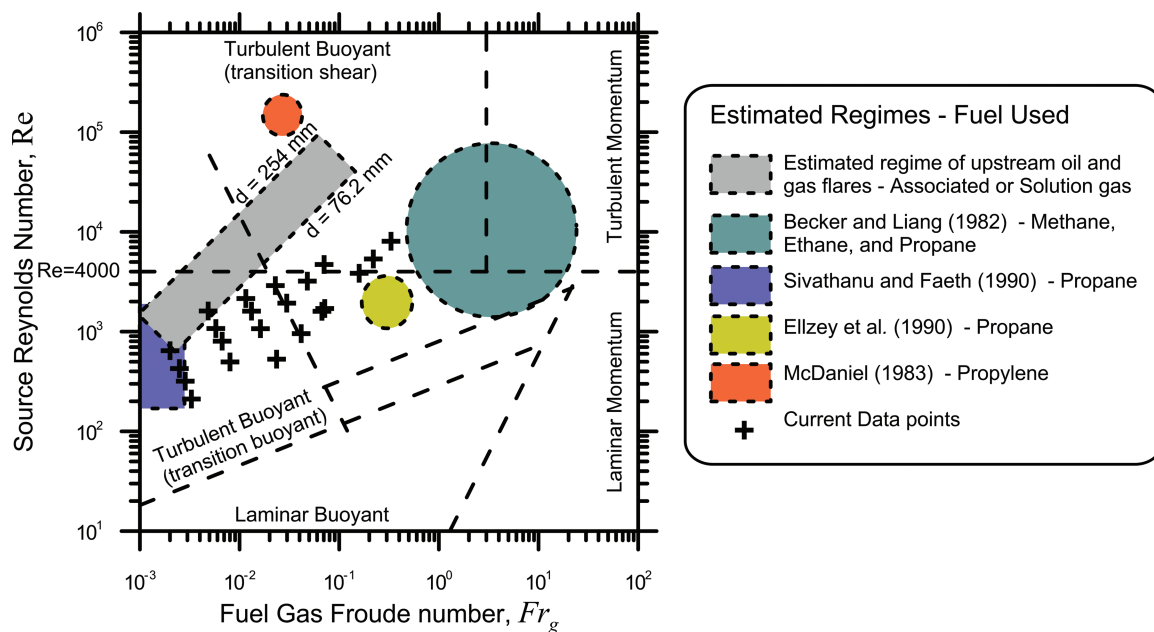 10^6
10^5
10^4
Re=4000
10^3
10^2
10^1
Source Reynolds Number, Re
Turbulent Buoyant
(transition shear)
d = 254 mm
d = 76.2 mm
Turbulent Momentum
Laminar Momentum
Turbulent Buoyant
(transition buoyant)
Laminar Buoyant
10^-3
10^-2
10^-1
10^0
10^1
10^2
Fuel Gas Froude number, Fr_g
Estimated Regimes - Fuel Used
Estimated regime of upstream oil and
gas flares - Associated or Solution gas
Becker and Liang (1982) - Methane,
Ethane, and Propane
Sivathanu and Faeth (1990) - Propane
Ellzey et al. (1990) - Propane
McDaniel (1983) - Propylene
Current Data points